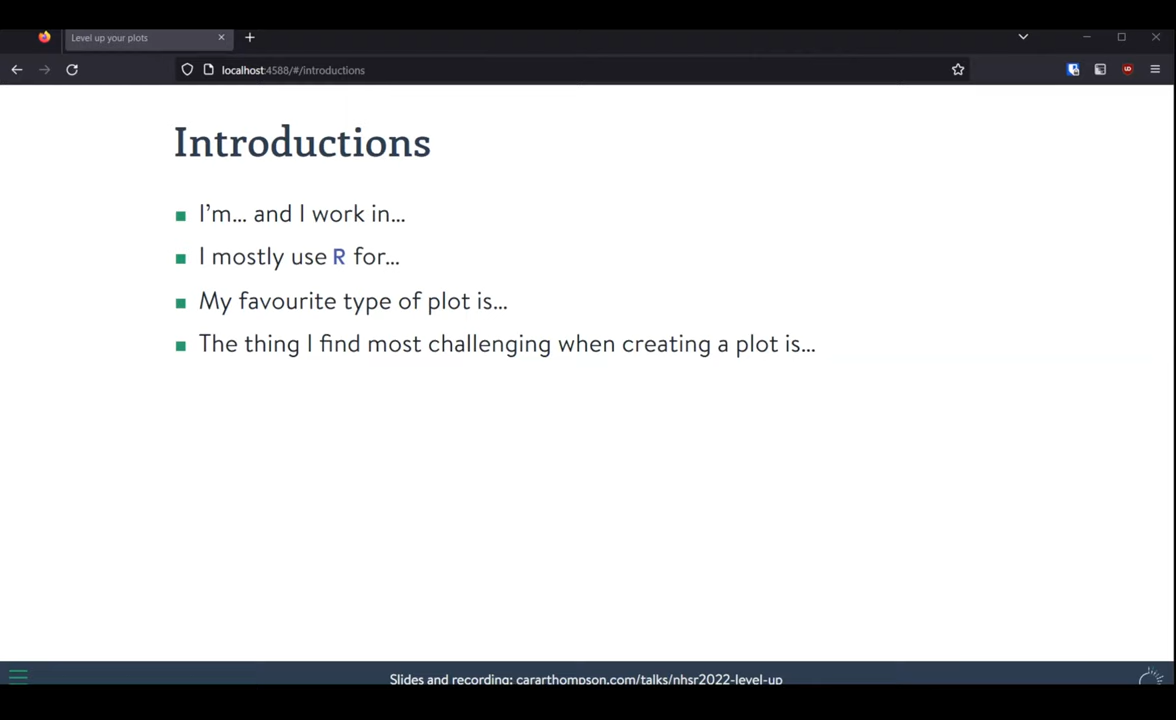 Level up your plots
localhost:4588/#/introductions
Introductions
I'm... and I work in...
I mostly use R for...
My favourite type of plot is...
The thing I find most challenging when creating a plot is...
Slides and recording: cararthompson.com/talks/nhsr2022-level-up